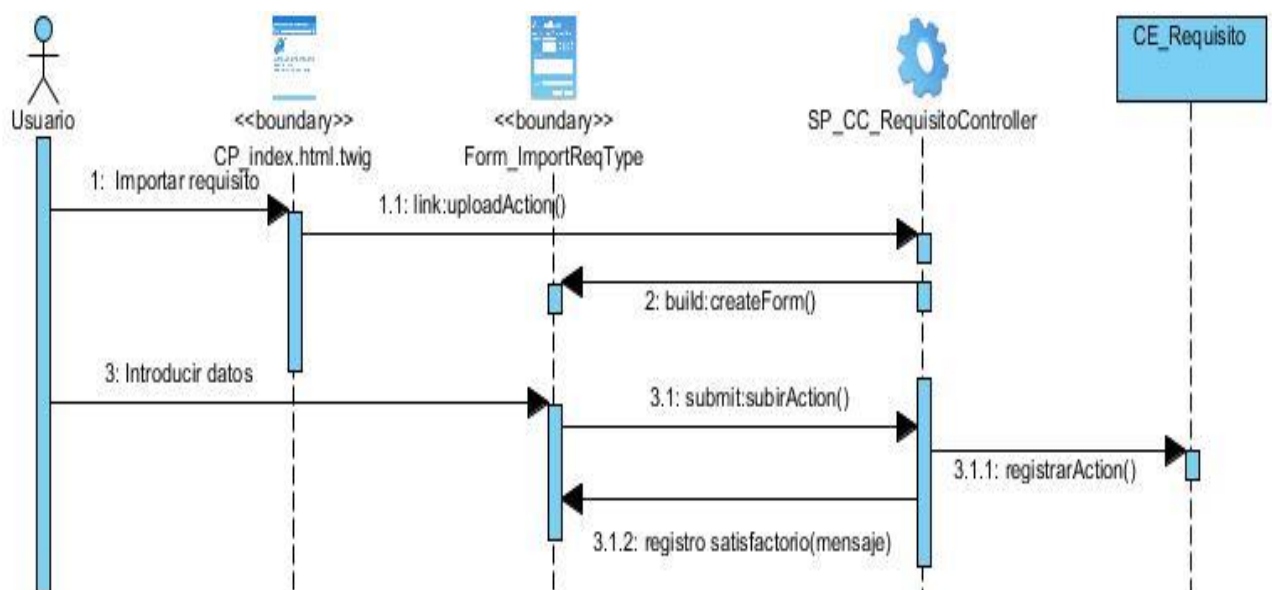 CE_Requisito
Usuario
<<boundary>>
CP_index.html.twig
<<boundary>>
Form_ImportReqType
SP_CC_RequisitoController
1: Importar requisito
1.1: link:uploadAction()
2: build:createForm()
3: Introducir datos
3.1: submit:subirAction()
3.1.1: registrarAction()
3.1.2: registro satisfactorio(mensaje)